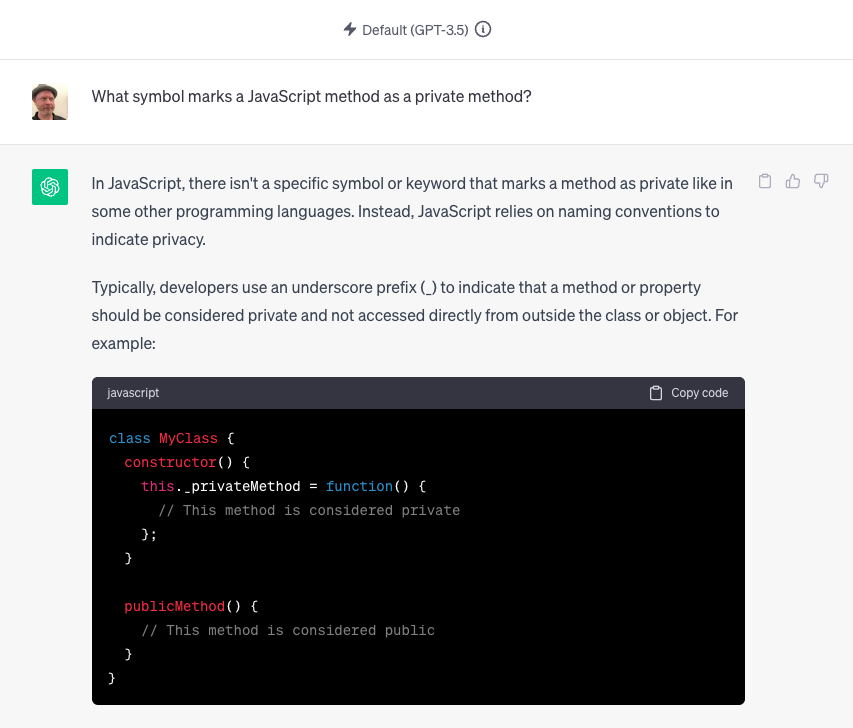 Default (GPT-3.5)
What symbol marks a JavaScript method as a private method?
In JavaScript, there isn't a specific symbol or keyword that marks a method as private like in
some other programming languages. Instead, JavaScript relies on naming conventions to
indicate privacy.
Typically, developers use an underscore prefix (_) to indicate that a method or property
should be considered private and not accessed directly from outside the class or object. For
example:
javascript Copy code
class MyClass {
  constructor() {
    this._privateMethod = function() {
      // This method is considered private
    };
  }

  publicMethod() {
    // This method is considered public
  }
}